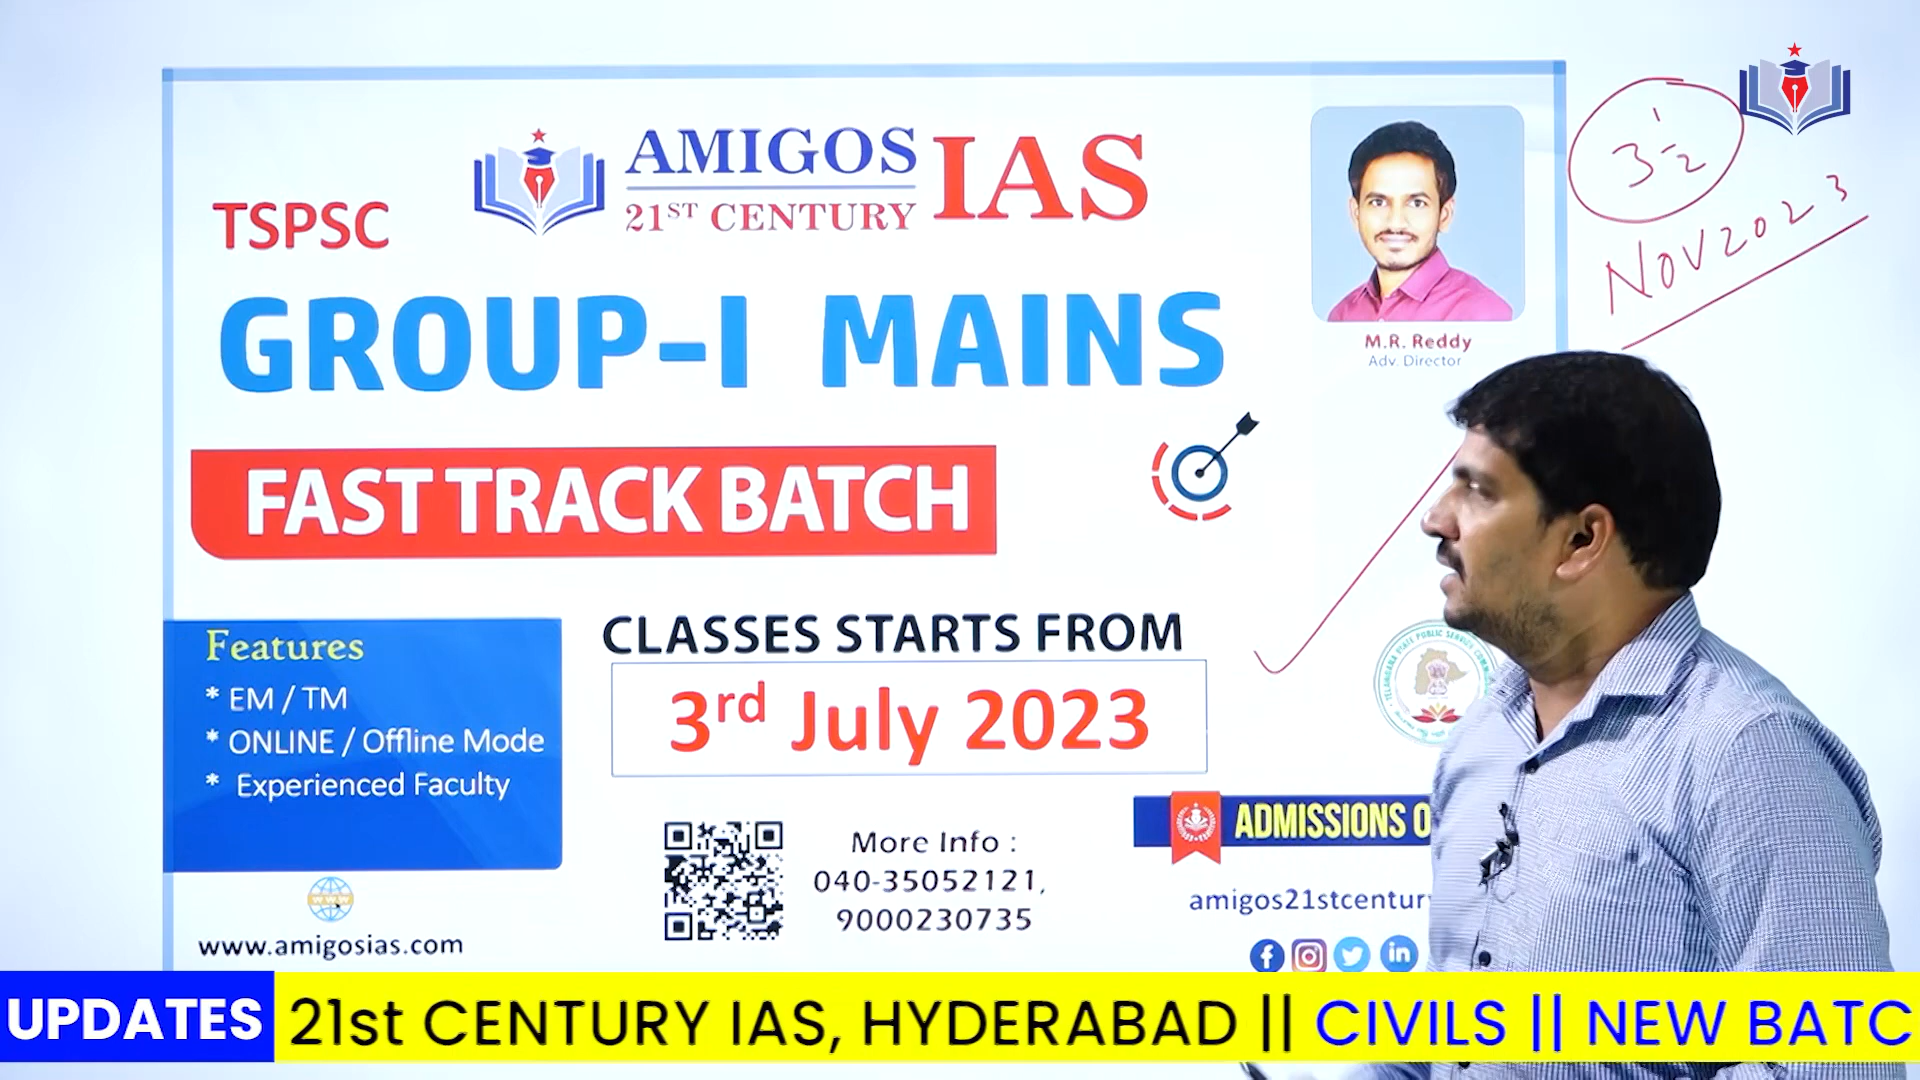 AMIGOS
21ST CENTURY
IAS
TSPSC
GROUP-I MAINS
FAST TRACK BATCH
M.R. Reddy
Adv. Director
3 1/2
NOV 2023
Features
* EM / TM
* ONLINE / Offline Mode
* Experienced Faculty
CLASSES STARTS FROM
3rd July 2023
More Info :
040-35052121,
9000230735
ADMISSIONS O
amigos21stcentury
WWW
www.amigosias.com
UPDATES
21st CENTURY IAS, HYDERABAD || CIVILS || NEW BATC